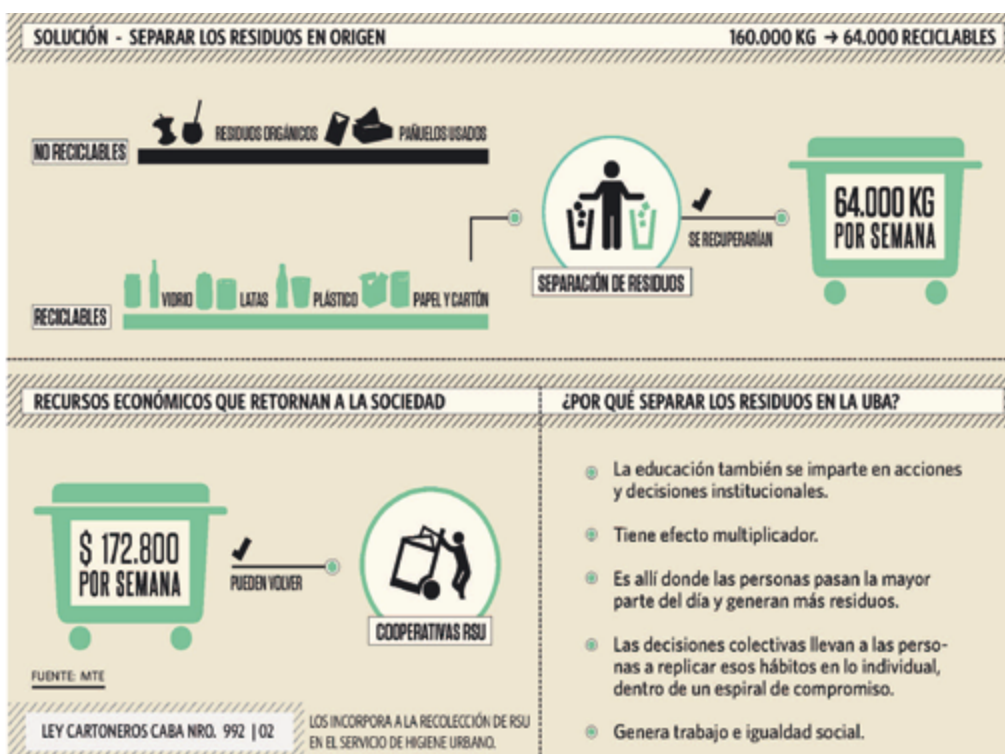 SOLUCIÓN - SEPARAR LOS RESIDUOS EN ORIGEN
160.000 KG → 64.000 RECICLABLES
NO RECICLABLES
RESIDUOS ORGÁNICOS
PAÑUELOS USADOS
RECICLABLES
VIDRIO
LATAS
PLÁSTICO
PAPEL Y CARTÓN
SEPARACIÓN DE RESIDUOS
SE RECUPERARÍAN
64.000 KG
POR SEMANA
RECURSOS ECONÓMICOS QUE RETORNAN A LA SOCIEDAD
$ 172.800
POR SEMANA
PUEDEN VOLVER
COOPERATIVAS RSU
FUENTE: MTE
LEY CARTONEROS CABA NRO. 992 | 02
LOS INCORPORA A LA RECOLECCIÓN DE RSU
EN EL SERVICIO DE HIGIENE URBANO.
¿POR QUÉ SEPARAR LOS RESIDUOS EN LA UBA?
La educación también se imparte en acciones
y decisiones institucionales.
Tiene efecto multiplicador.
Es allí donde las personas pasan la mayor
parte del día y generan más residuos.
Las decisiones colectivas llevan a las perso-
nas a replicar esos hábitos en lo individual,
dentro de un espiral de compromiso.
Genera trabajo e igualdad social.